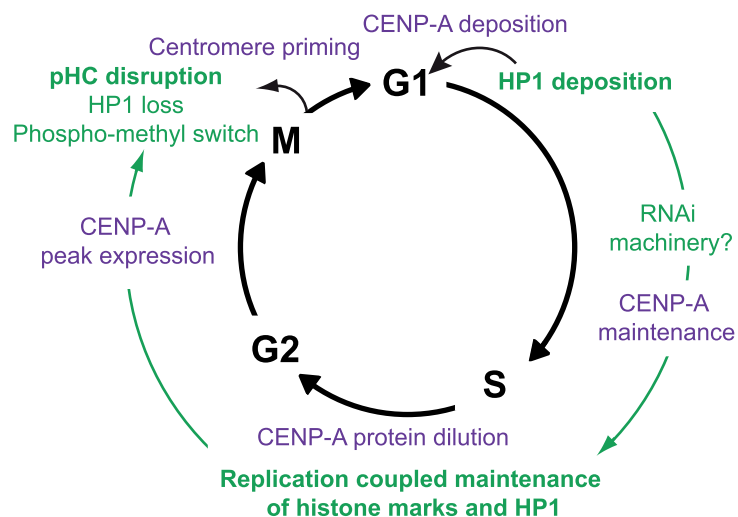 CENP-A deposition
Centromere priming
pHC disruption
HP1 loss
Phospho-methyl switch
G1
HP1 deposition
M
RNAi
machinery?
CENP-A
peak expression
CENP-A
maintenance
G2
S
CENP-A protein dilution
Replication coupled maintenance
of histone marks and HP1